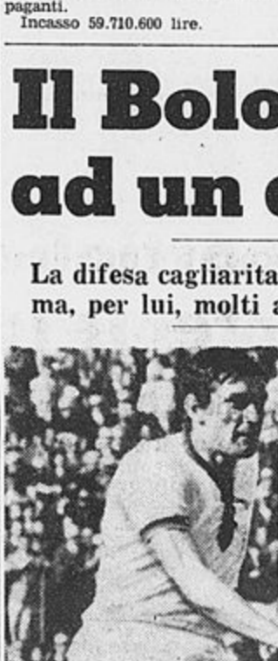 paganti.
Incasso 59.710.600 lire.
Il Bolo
ad un
La difesa cagliarita
ma, per lui, molti a